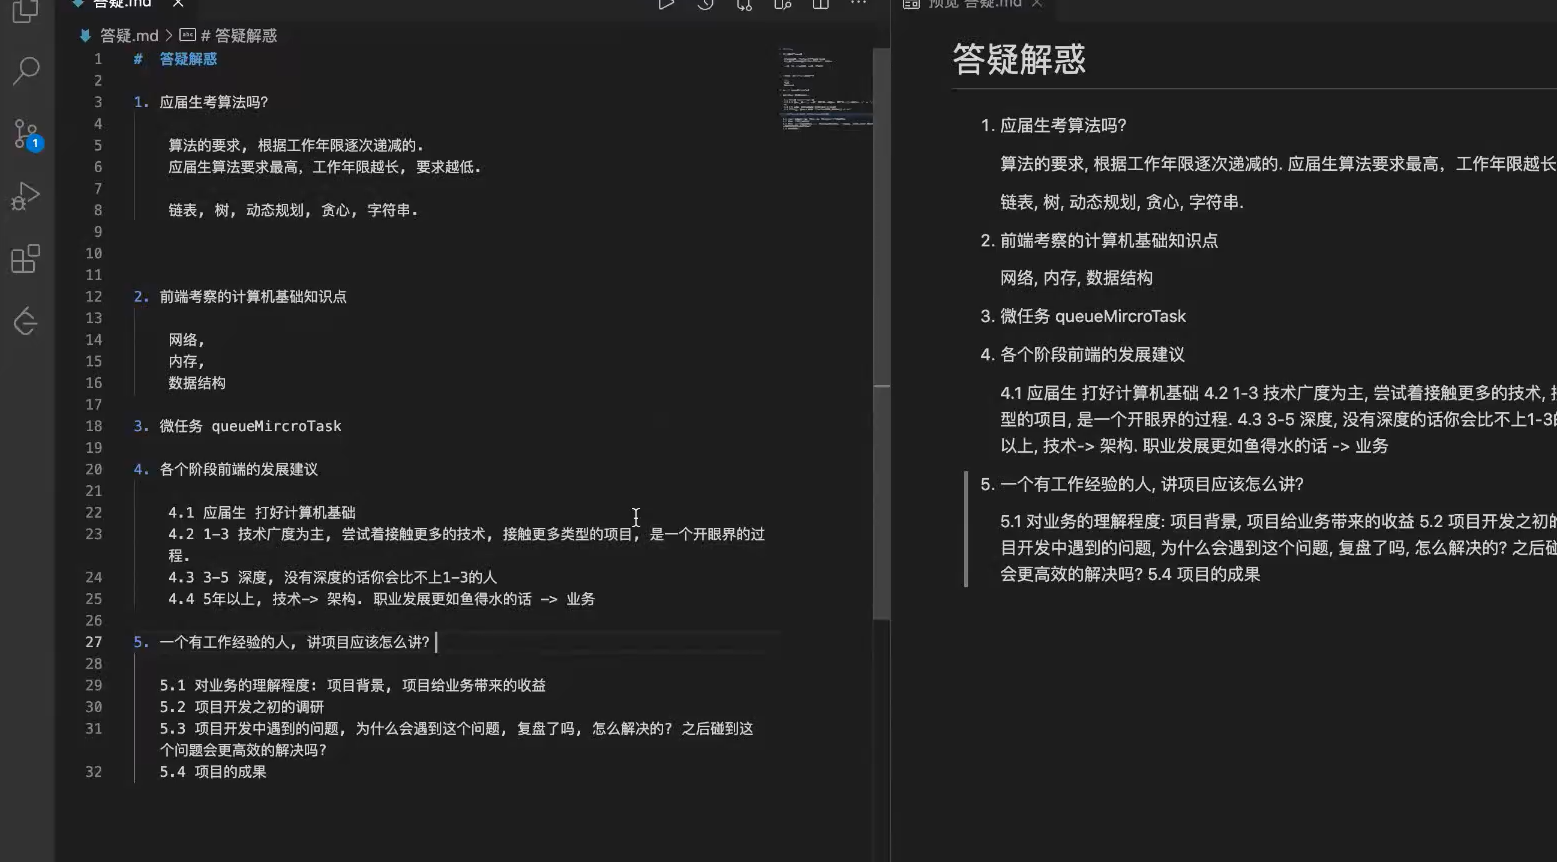 答疑.md
预览 答疑.md
答疑.md > # 答疑解惑
1 # 答疑解惑
2
3 1. 应届生考算法吗?
4
5 算法的要求, 根据工作年限逐次递减的.
6 应届生算法要求最高, 工作年限越长, 要求越低.
7
8 链表, 树, 动态规划, 贪心, 字符串.
9
10
11
12 2. 前端考察的计算机基础知识点
13
14 网络,
15 内存,
16 数据结构
17
18 3. 微任务 queueMircroTask
19
20 4. 各个阶段前端的发展建议
21
22 4.1 应届生 打好计算机基础
23 4.2 1-3 技术广度为主, 尝试着接触更多的技术, 接触更多类型的项目, 是一个开眼界的过
程.
24 4.3 3-5 深度, 没有深度的话你会比不上1-3的人
25 4.4 5年以上, 技术-> 架构. 职业发展更如鱼得水的话 -> 业务
26
27 5. 一个有工作经验的人, 讲项目应该怎么讲?
28
29 5.1 对业务的理解程度: 项目背景, 项目给业务带来的收益
30 5.2 项目开发之初的调研
31 5.3 项目开发中遇到的问题, 为什么会遇到这个问题, 复盘了吗, 怎么解决的? 之后碰到这
个问题会更高效的解决吗?
32 5.4 项目的成果
1
答疑解惑
1. 应届生考算法吗?
算法的要求, 根据工作年限逐次递减的. 应届生算法要求最高, 工作年限越长
链表, 树, 动态规划, 贪心, 字符串.
2. 前端考察的计算机基础知识点
网络, 内存, 数据结构
3. 微任务 queueMircroTask
4. 各个阶段前端的发展建议
4.1 应届生 打好计算机基础 4.2 1-3 技术广度为主, 尝试着接触更多的技术,
型的项目, 是一个开眼界的过程. 4.3 3-5 深度, 没有深度的话你会比不上1-3
以上, 技术-> 架构. 职业发展更如鱼得水的话 -> 业务
5. 一个有工作经验的人, 讲项目应该怎么讲?
5.1 对业务的理解程度: 项目背景, 项目给业务带来的收益 5.2 项目开发之初
目开发中遇到的问题, 为什么会遇到这个问题, 复盘了吗, 怎么解决的? 之后
会更高效的解决吗? 5.4 项目的成果